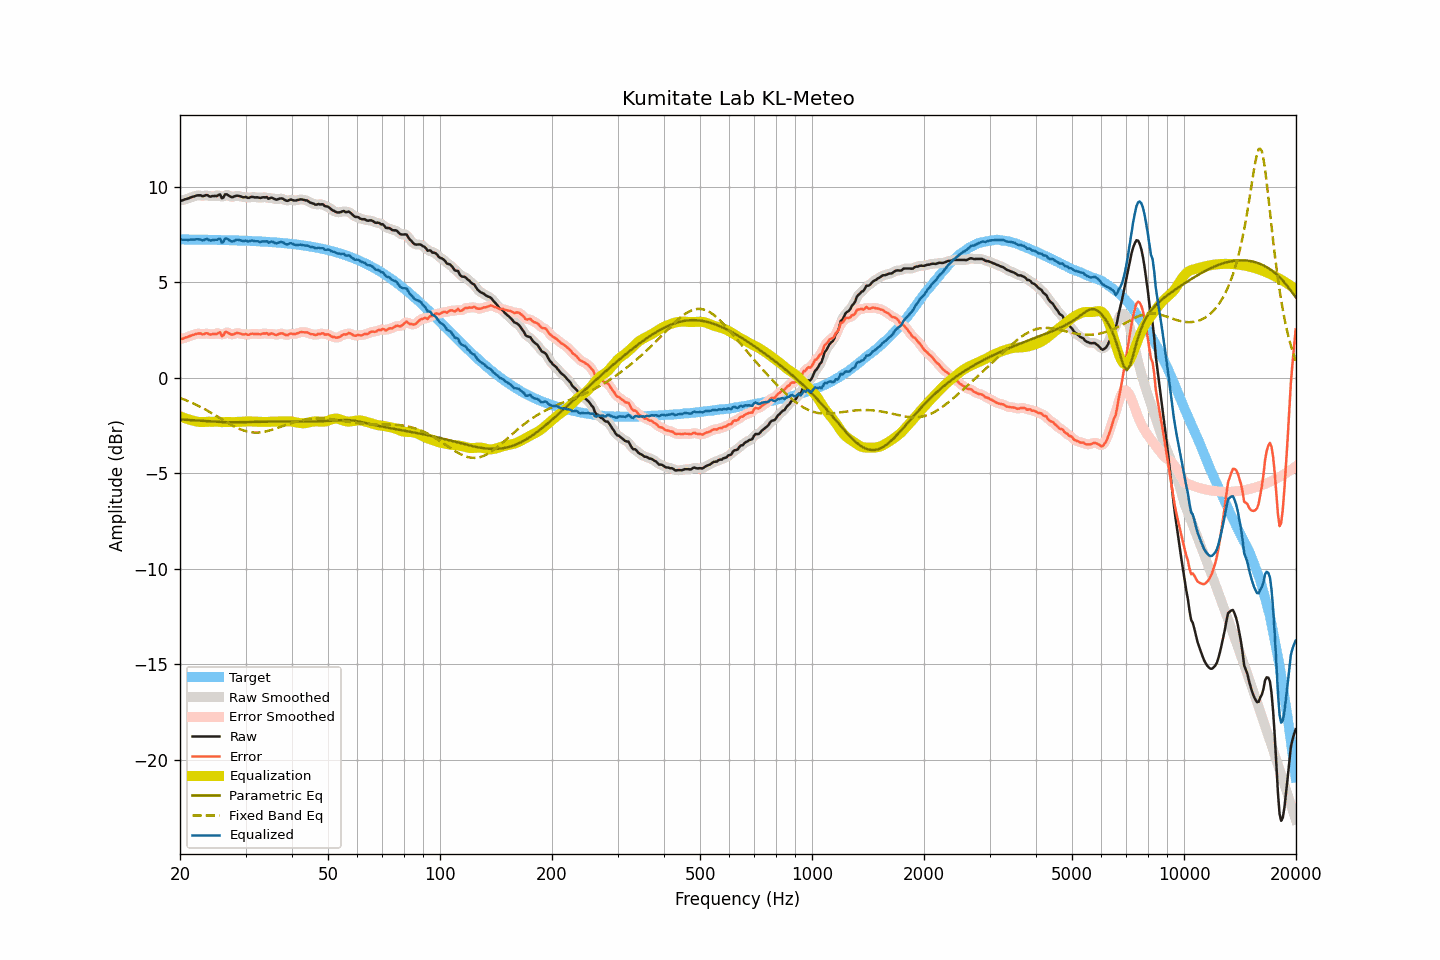 Kumitate Lab KL-Meteo
Amplitude (dBr)
10
5
0
−5
−10
−15
−20
Target
Raw Smoothed
Error Smoothed
Raw
Error
Equalization
Parametric Eq
Fixed Band Eq
Equalized
20 50 100 200 500 1000 2000 5000 10000 20000
Frequency (Hz)